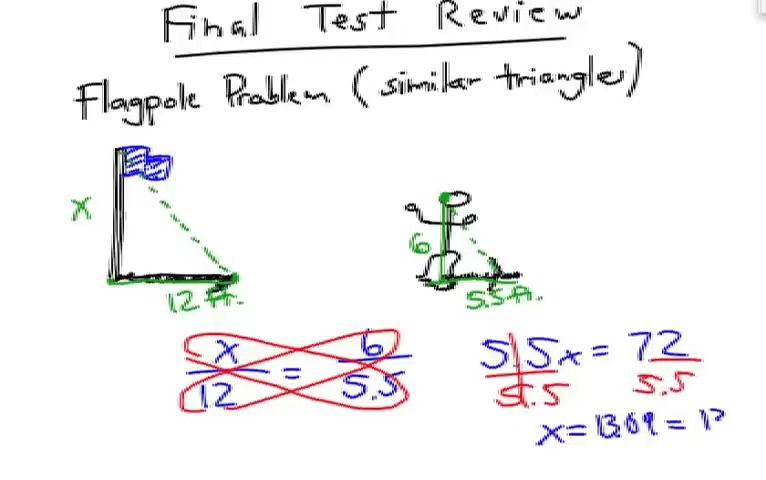 Final Test Review
Flagpole Problem (similar triangles)
x
6
12 ft.
5.5 ft.
x/12 = 6/5.5
5.5x/5.5 = 72/5.5
x = 13.09 =